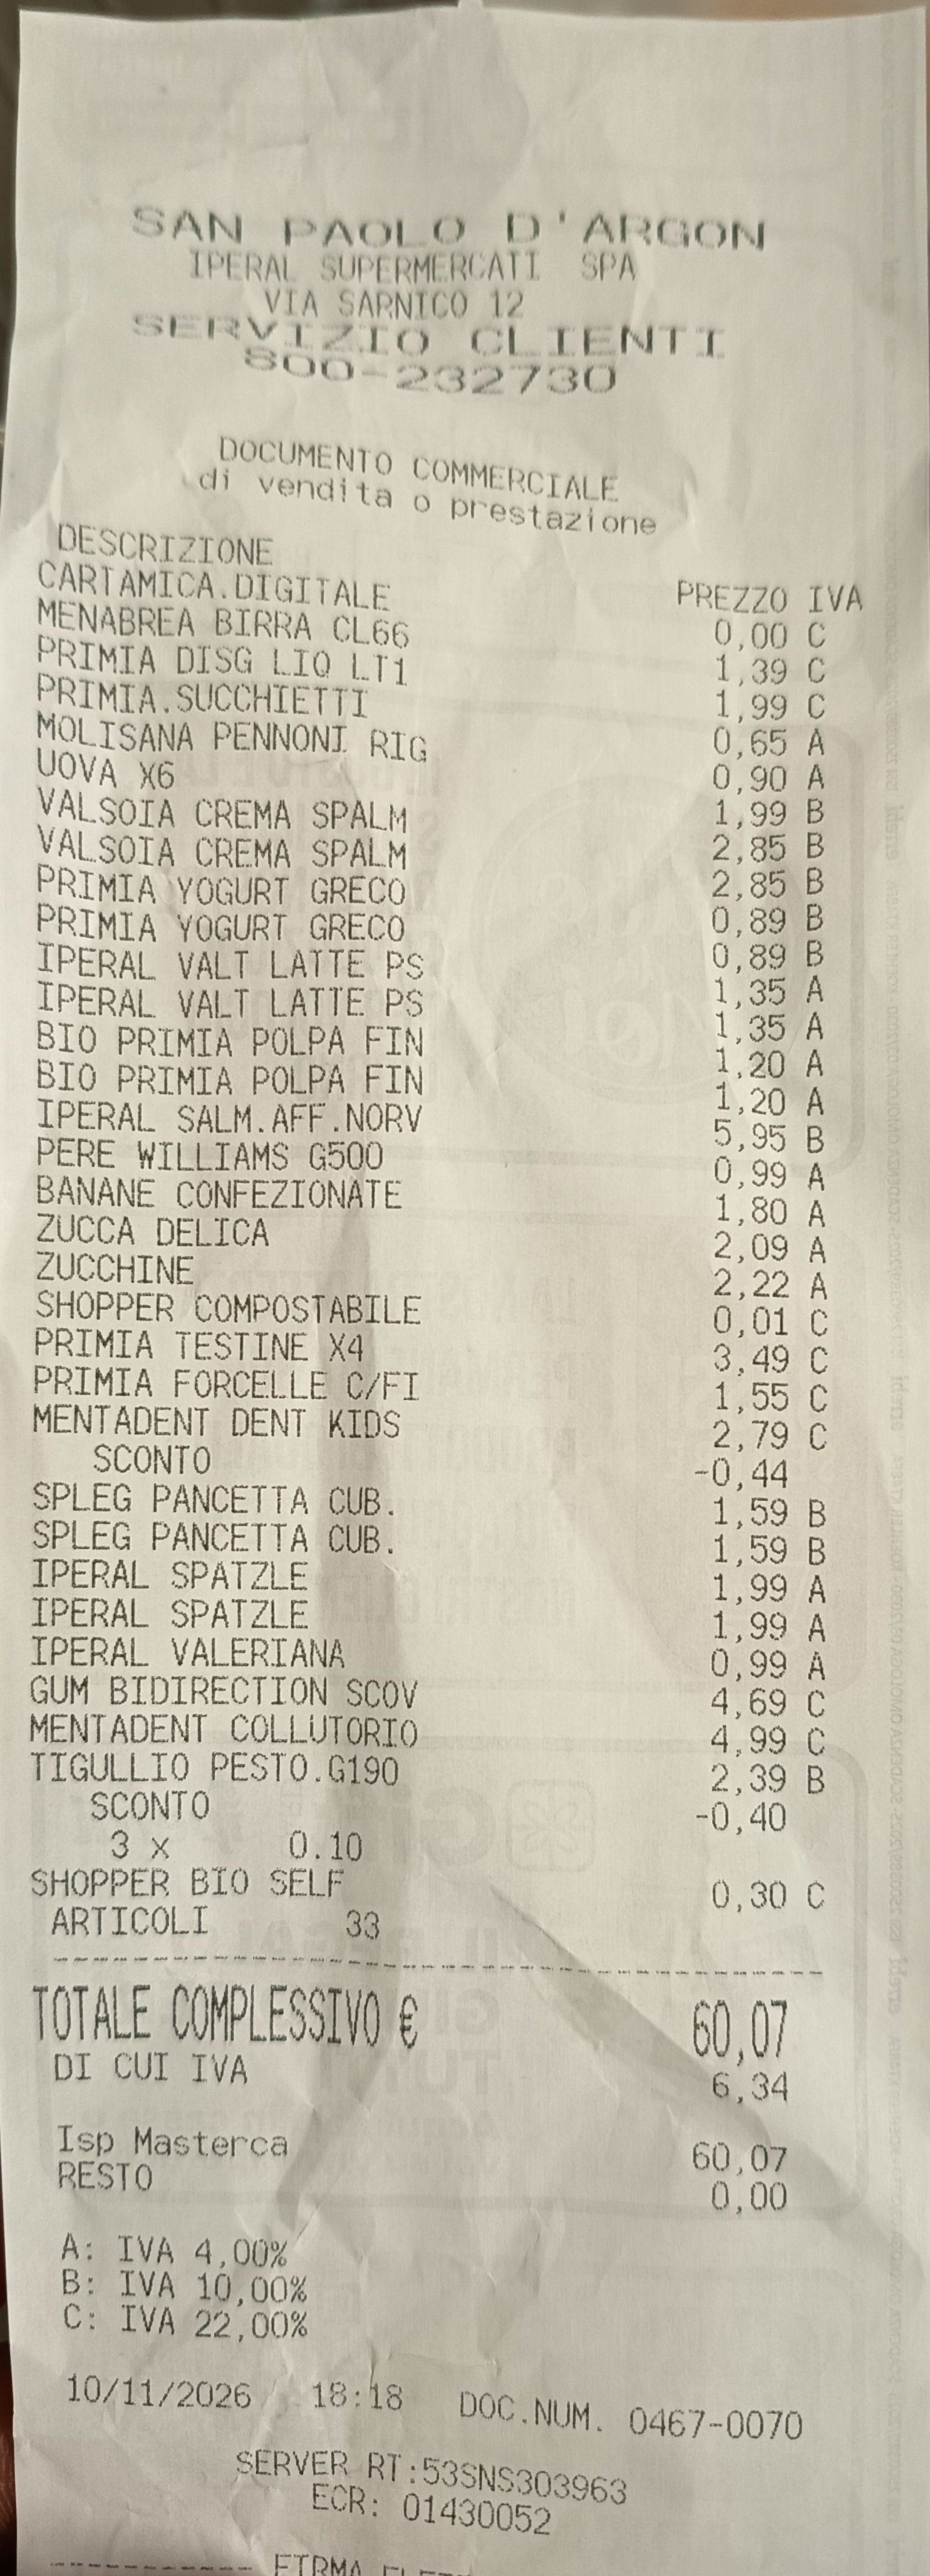 SAN PAOLO D'ARGON
IPERAL SUPERMERCATI SPA
VIA SARNICO 12
SERVIZIO CLIENTI
800-232730
DOCUMENTO COMMERCIALE
di vendita o prestazione
DESCRIZIONE PREZZO IVA
CARTAMICA.DIGITALE 0,00 C
MENABREA BIRRA CL66 1,39 C
PRIMIA DISG LIQ LT1 1,99 C
PRIMIA.SUCCHIETTI 0,65 A
MOLISANA PENNONI RIG 0,90 A
UOVA X6 1,99 B
VALSOIA CREMA SPALM 2,85 B
VALSOIA CREMA SPALM 2,85 B
PRIMIA YOGURT GRECO 0,89 B
PRIMIA YOGURT GRECO 0,89 B
IPERAL VALT LATTE PS 1,35 A
IPERAL VALT LATTE PS 1,35 A
BIO PRIMIA POLPA FIN 1,20 A
BIO PRIMIA POLPA FIN 1,20 A
IPERAL SALM.AFF.NORV 5,95 B
PERE WILLIAMS G500 0,99 A
BANANE CONFEZIONATE 1,80 A
ZUCCA DELICA 2,09 A
ZUCCHINE 2,22 A
SHOPPER COMPOSTABILE 0,01 C
PRIMIA TESTINE X4 3,49 C
PRIMIA FORCELLE C/FI 1,55 C
MENTADENT DENT KIDS 2,79 C
SCONTO -0,44
SPLEG PANCETTA CUB. 1,59 B
SPLEG PANCETTA CUB. 1,59 B
IPERAL SPATZLE 1,99 A
IPERAL SPATZLE 1,99 A
IPERAL VALERIANA 0,99 A
GUM BIDIRECTION SCOV 4,69 C
MENTADENT COLLUTORIO 4,99 C
TIGULLIO PESTO.G190 2,39 B
SCONTO -0,40
3 x 0.10
SHOPPER BIO SELF 0,30 C
ARTICOLI 33
TOTALE COMPLESSIVO € 60,07
DI CUI IVA 6,34
Isp Masterca 60,07
RESTO 0,00
A: IVA 4,00%
B: IVA 10,00%
C: IVA 22,00%
10/11/2026 18:18 DOC.NUM. 0467-0070
SERVER RT:53SNS303963
ECR: 01430052